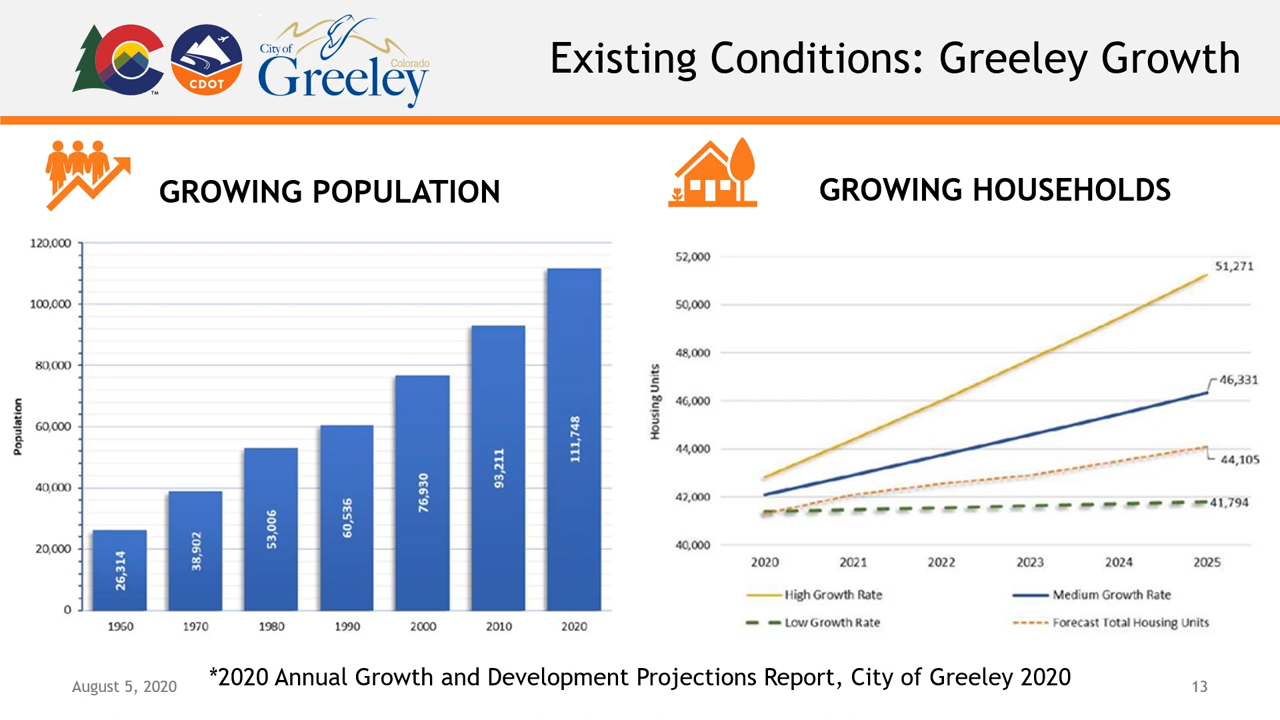 CDOT
TM
City of
Greeley
Colorado
Existing Conditions: Greeley Growth
GROWING POPULATION
120,000
100,000
80,000
60,000
40,000
20,000
0
Population
26,314
38,902
53,006
60,536
76,930
93,211
111,748
1960
1970
1980
1990
2000
2010
2020
GROWING HOUSEHOLDS
52,000
50,000
48,000
46,000
44,000
42,000
40,000
Housing Units
51,271
46,331
44,105
41,794
2020
2021
2022
2023
2024
2025
High Growth Rate
Medium Growth Rate
Low Growth Rate
Forecast Total Housing Units
*2020 Annual Growth and Development Projections Report, City of Greeley 2020
August 5, 2020
13